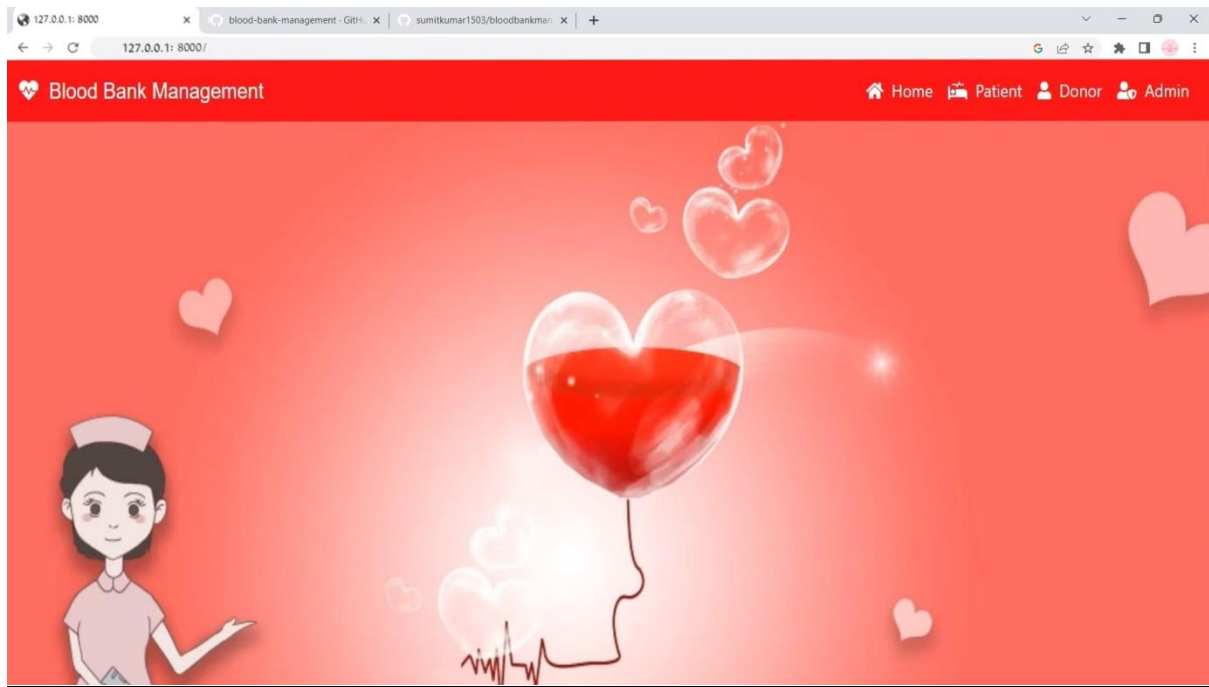 127.0.0.1: 8000
blood-bank-management · GitHu
sumitkumar1503/bloodbankman
127.0.0.1: 8000/
Blood Bank Management
Home Patient Donor Admin